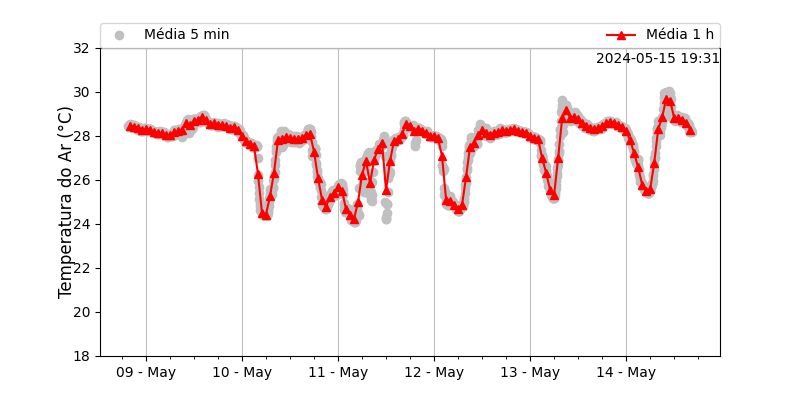 Média 5 min
Média 1 h
2024-05-15 19:31
Temperatura do Ar (°C)
32
30
28
26
24
22
20
18
09 - May
10 - May
11 - May
12 - May
13 - May
14 - May